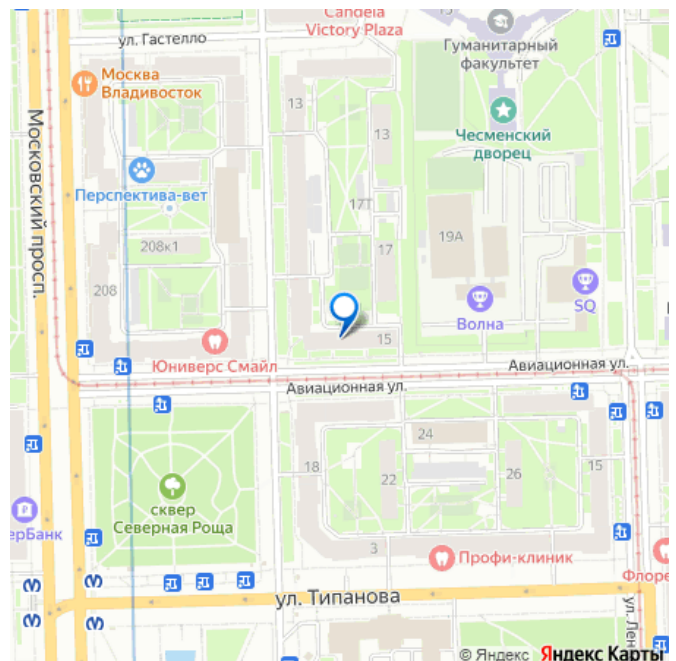 15
Candela
Victory Plaza
ул. Гастелло
Гуманитарный
факультет
Москва
Владивосток
13
13
Чесменский
дворец
Московский просп.
Перспектива-вет
17Т
19А
208к1
17
208
SQ
Волна
15
Юниверс Смайл
Авиационная ул.
Авиационная ул.
24
18
22
26
15
сквер
Северная Роща
ерБанк
3
Профи-клиник
Флоре
ул. Типанова
ул. Лен
© Яндекс Яндекс Карты